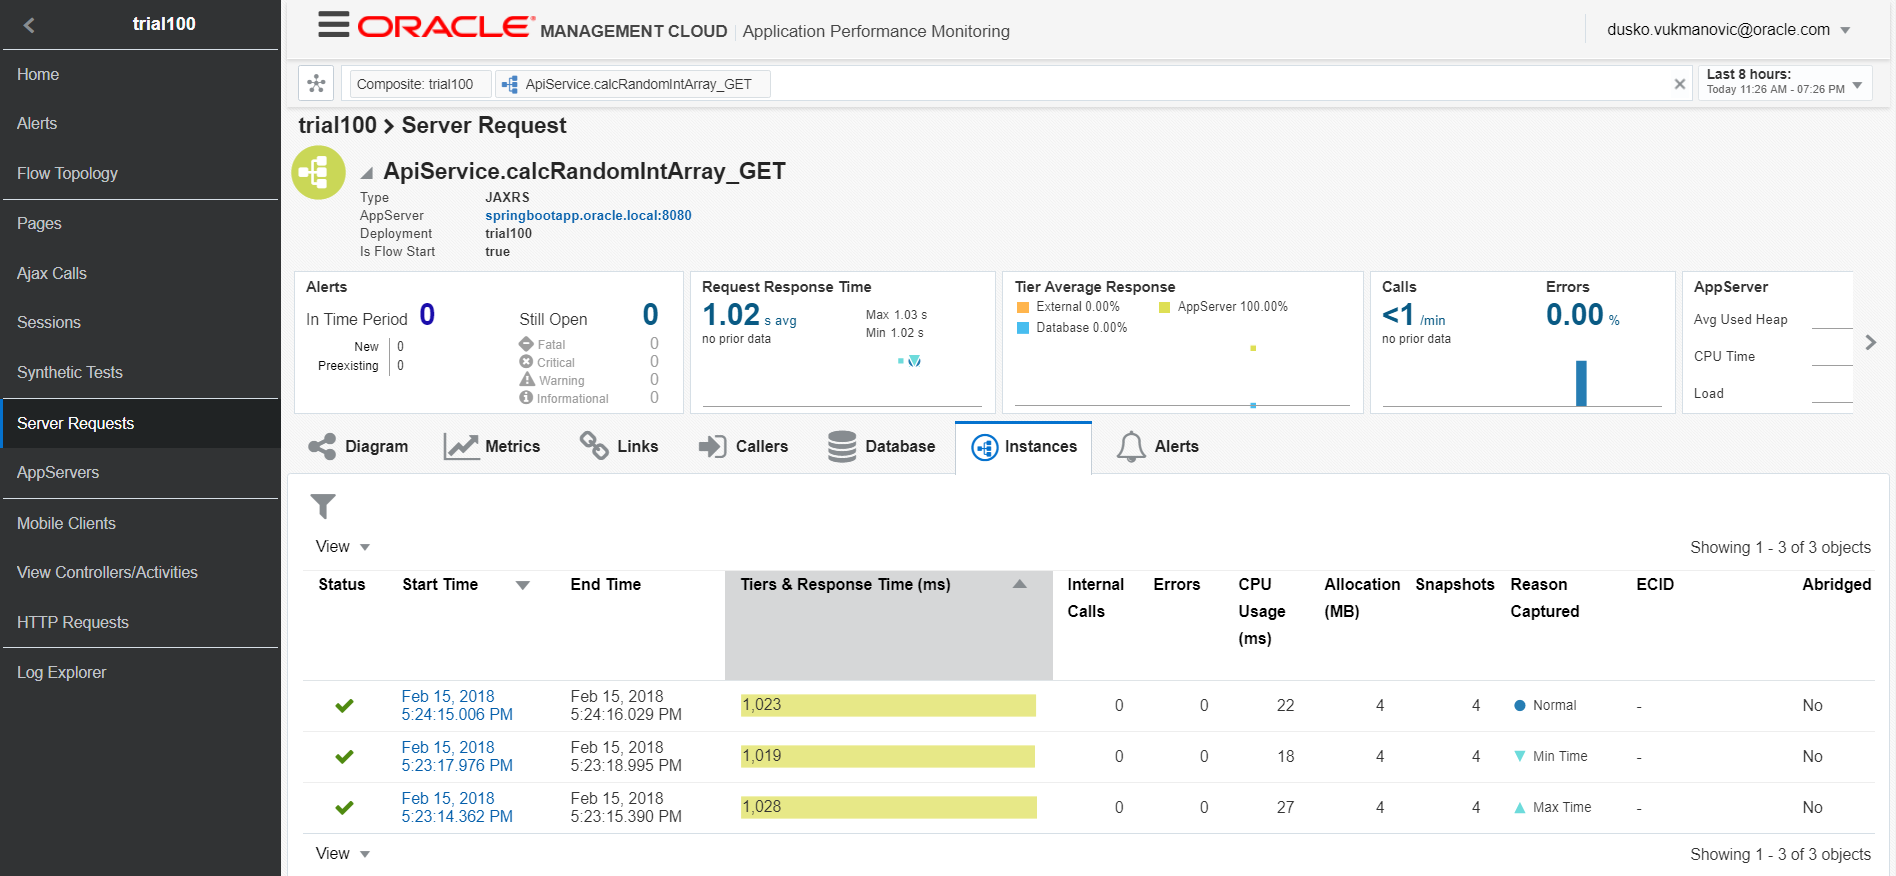 trial100
Home
Alerts
Flow Topology
Pages
Ajax Calls
Sessions
Synthetic Tests
Server Requests
AppServers
Mobile Clients
View Controllers/Activities
HTTP Requests
Log Explorer
ORACLE MANAGEMENT CLOUD Application Performance Monitoring
dusko.vukmanovic@oracle.com
Composite: trial100 ApiService.calcRandomIntArray_GET
Last 8 hours:
Today 11:26 AM - 07:26 PM
trial100 > Server Request
ApiService.calcRandomIntArray_GET
Type JAXRS
AppServer springbootapp.oracle.local:8080
Deployment trial100
Is Flow Start true
Alerts
In Time Period 0
New 0
Preexisting 0
Still Open 0
Fatal 0
Critical 0
Warning 0
Informational 0
Request Response Time
1.02 s avg
no prior data
Max 1.03 s
Min 1.02 s
Tier Average Response
External 0.00% AppServer 100.00%
Database 0.00%
Calls
<1 /min
no prior data
Errors
0.00 %
AppServer
Avg Used Heap
CPU Time
Load
Diagram Metrics Links Callers Database Instances Alerts
View
Showing 1 - 3 of 3 objects
Status Start Time End Time Tiers & Response Time (ms) Internal Calls Errors CPU Usage (ms) Allocation (MB) Snapshots Reason Captured ECID Abridged
Feb 15, 2018 5:24:15.006 PM Feb 15, 2018 5:24:16.029 PM 1,023 0 0 22 4 4 Normal - No
Feb 15, 2018 5:23:17.976 PM Feb 15, 2018 5:23:18.995 PM 1,019 0 0 18 4 4 Min Time - No
Feb 15, 2018 5:23:14.362 PM Feb 15, 2018 5:23:15.390 PM 1,028 0 0 27 4 4 Max Time - No
View
Showing 1 - 3 of 3 objects